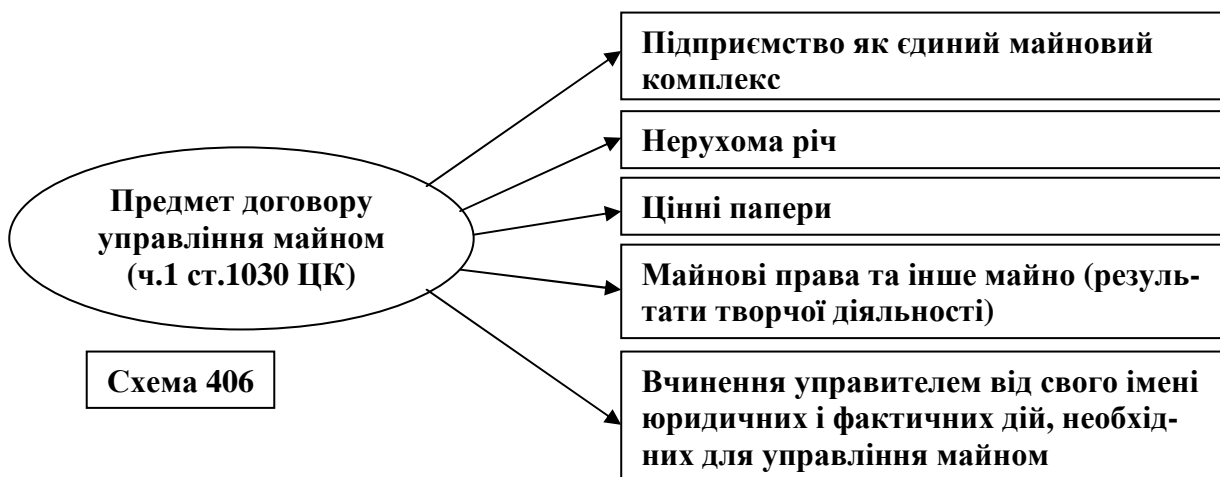 Підприємство як єдиний майновий
комплекс
Нерухома річ
Предмет договору
управління майном
(ч.1 ст.1030 ЦК)
Цінні папери
Майнові права та інше майно (резуль-
тати творчої діяльності)
Схема 406
Вчинення управителем від свого імені
юридичних і фактичних дій, необхід-
них для управління майном